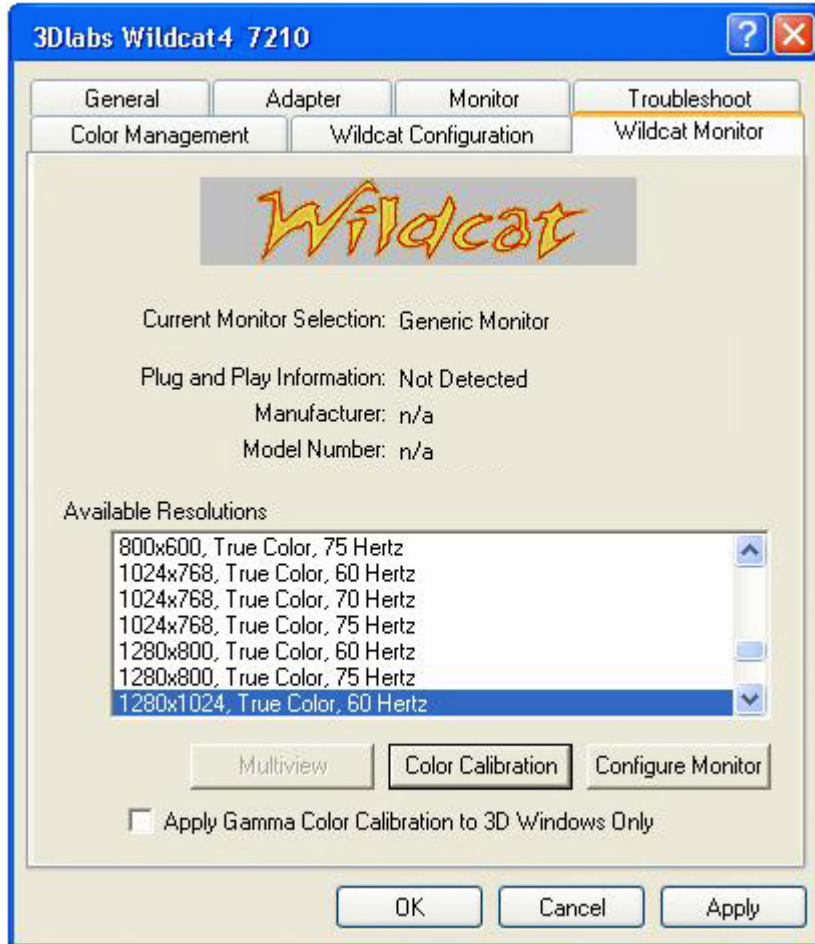 3Dlabs Wildcat4 7210
General Adapter Monitor Troubleshoot
Color Management Wildcat Configuration Wildcat Monitor
Wildcat
Current Monitor Selection: Generic Monitor
Plug and Play Information: Not Detected
Manufacturer: n/a
Model Number: n/a
Available Resolutions
800x600, True Color, 75 Hertz
1024x768, True Color, 60 Hertz
1024x768, True Color, 70 Hertz
1024x768, True Color, 75 Hertz
1280x800, True Color, 60 Hertz
1280x800, True Color, 75 Hertz
1280x1024, True Color, 60 Hertz
Multiview Color Calibration Configure Monitor
Apply Gamma Color Calibration to 3D Windows Only
OK Cancel Apply